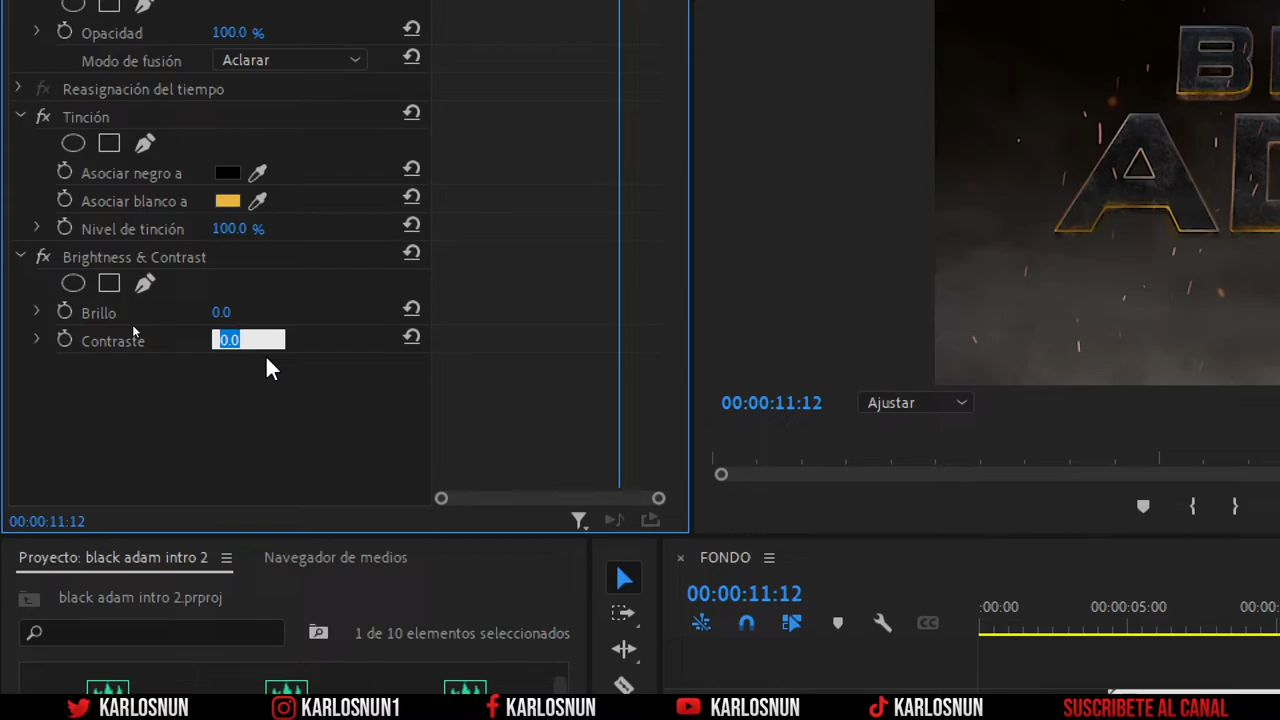 Opacidad 100.0 %
Modo de fusión Aclarar
fx Reasignación del tiempo
fx Tinción
Asociar negro a
Asociar blanco a
Nivel de tinción 100.0 %
fx Brightness & Contrast
Brillo 0.0
Contraste 0.0
00:00:11:12
00:00:11:12 Ajustar
Proyecto: black adam intro 2
Navegador de medios
black adam intro 2.prproj
1 de 10 elementos seleccionados
× FONDO
00:00:11:12
:00:00 00:00:05:00 00:00:
CC
B
A
KARLOSNUN KARLOSNUN1 KARLOSNUN KARLOSNUN KARLOSNUN SUSCRIBETE AL CANAL